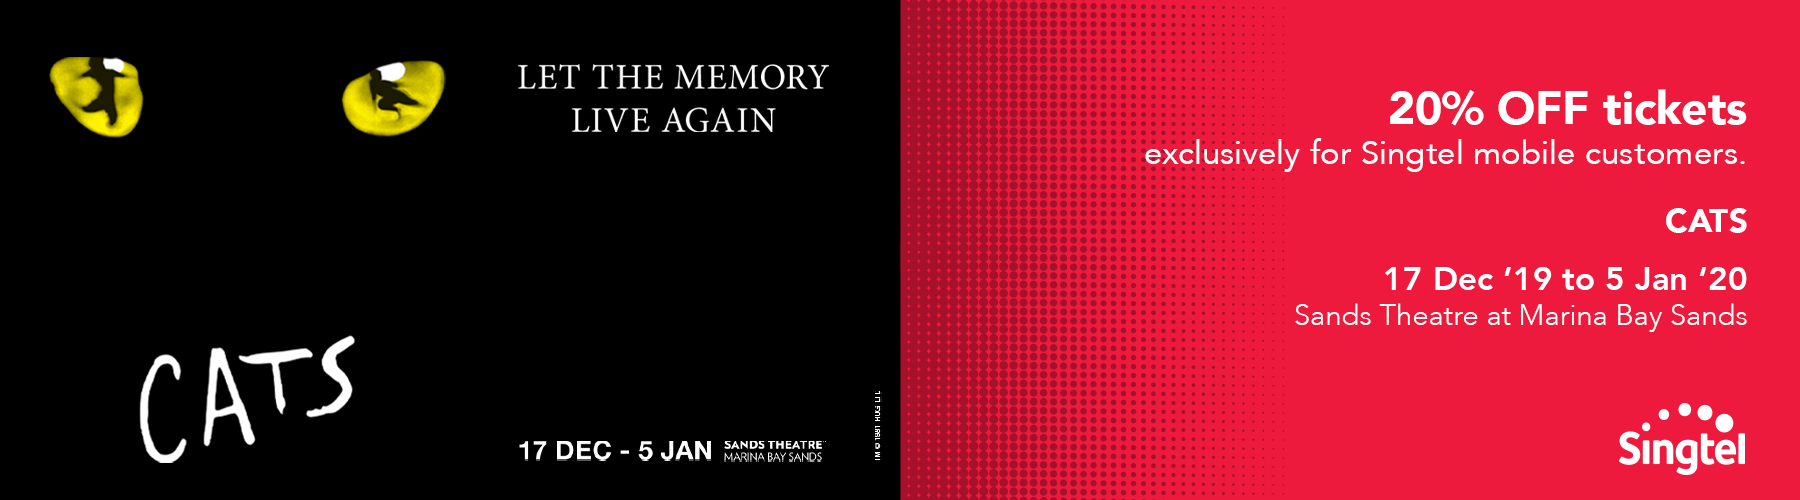 LET THE MEMORY
LIVE AGAIN
CATS
17 DEC - 5 JAN
SANDS THEATRE
MARINA BAY SANDS
20% OFF tickets
exclusively for Singtel mobile customers.
CATS
17 Dec ’19 to 5 Jan ’20
Sands Theatre at Marina Bay Sands
Singtel